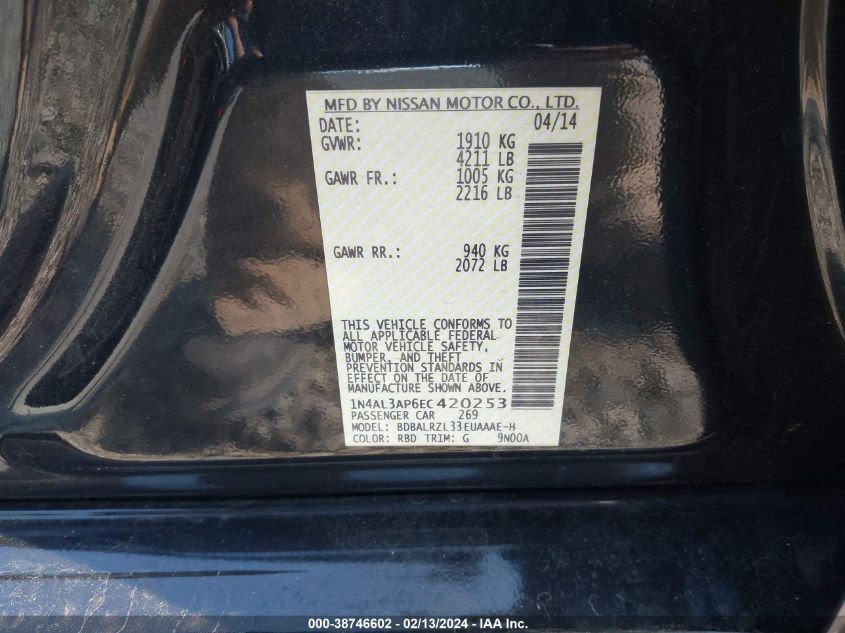 MFD BY NISSAN MOTOR CO., LTD.
DATE: 04/14
GVWR: 1910 KG
4211 LB
GAWR FR.: 1005 KG
2216 LB
GAWR RR.: 940 KG
2072 LB
THIS VEHICLE CONFORMS TO
ALL APPLICABLE FEDERAL
MOTOR VEHICLE SAFETY,
BUMPER, AND THEFT
PREVENTION STANDARDS IN
EFFECT ON THE DATE OF
MANUFACTURE SHOWN ABOVE.
1N4AL3AP6EC420253
PASSENGER CAR 269
MODEL: BDBALRZL33EUAAAE-H
COLOR: RBD TRIM: G 9N00A
000-38746602 - 02/13/2024 - IAA Inc.